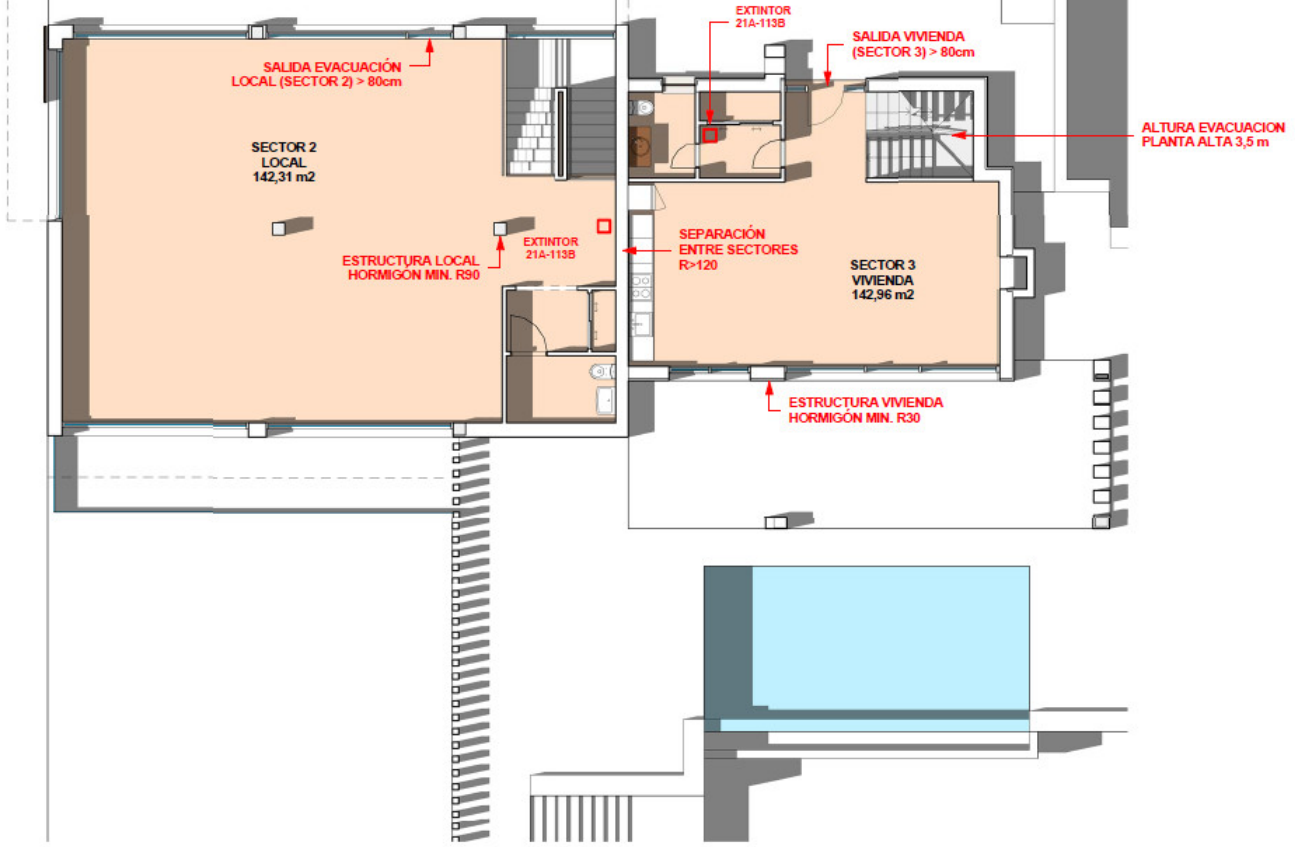 EXTINTOR
21A-113B
SALIDA VIVIENDA
(SECTOR 3) > 80cm
SALIDA EVACUACIÓN
LOCAL (SECTOR 2) > 80cm
ALTURA EVACUACION
PLANTA ALTA 3,5 m
SECTOR 2
LOCAL
142,31 m2
EXTINTOR
21A-113B
SEPARACIÓN
ENTRE SECTORES
R>120
ESTRUCTURA LOCAL
HORMIGÓN MIN. R90
SECTOR 3
VIVIENDA
142,96 m2
ESTRUCTURA VIVIENDA
HORMIGÓN MIN. R30